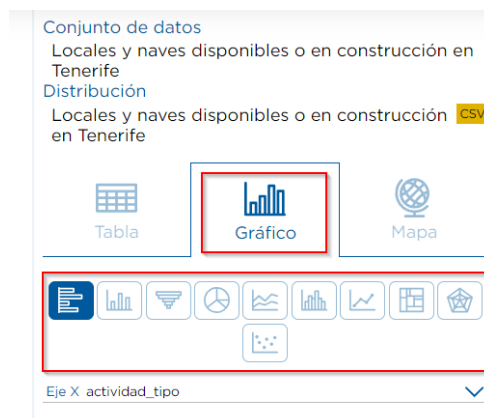 Conjunto de datos
Locales y naves disponibles o en construcción en
Tenerife
Distribución
Locales y naves disponibles o en construcción CSV
en Tenerife
Tabla
Gráfico
Mapa
Eje X actividad_tipo